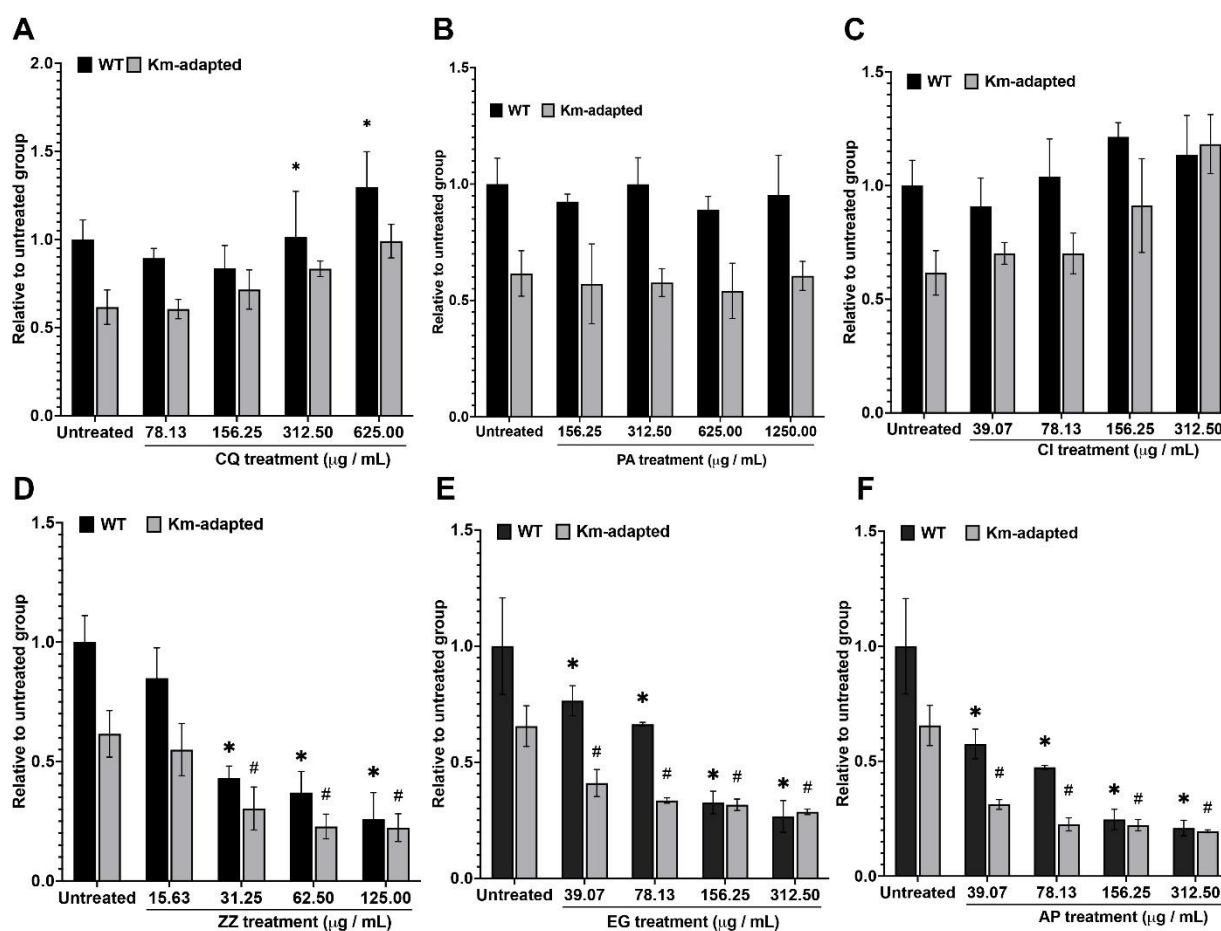 A
WT Km-adapted
Relative to untreated group
2.0
1.5
1.0
0.5
0.0
* *
Untreated 78.13 156.25 312.50 625.00
CQ treatment (μg / mL)
B
WT Km-adapted
Relative to untreated group
1.5
1.0
0.5
0.0
Untreated 156.25 312.50 625.00 1250.00
PA treatment (μg / mL)
C
WT Km-adapted
Relative to untreated group
1.5
1.0
0.5
0.0
Untreated 39.07 78.13 156.25 312.50
CI treatment (μg / mL)
D
WT Km-adapted
Relative to untreated group
1.5
1.0
0.5
0.0
* # * # * #
Untreated 15.63 31.25 62.50 125.00
ZZ treatment (μg / mL)
E
WT Km-adapted
Relative to untreated group
1.5
1.0
0.5
0.0
* # * # * # * #
Untreated 39.07 78.13 156.25 312.50
EG treatment (μg / mL)
F
WT Km-adapted
Relative to untreated group
1.5
1.0
0.5
0.0
* # * # * # * #
Untreated 39.07 78.13 156.25 312.50
AP treatment (μg / mL)